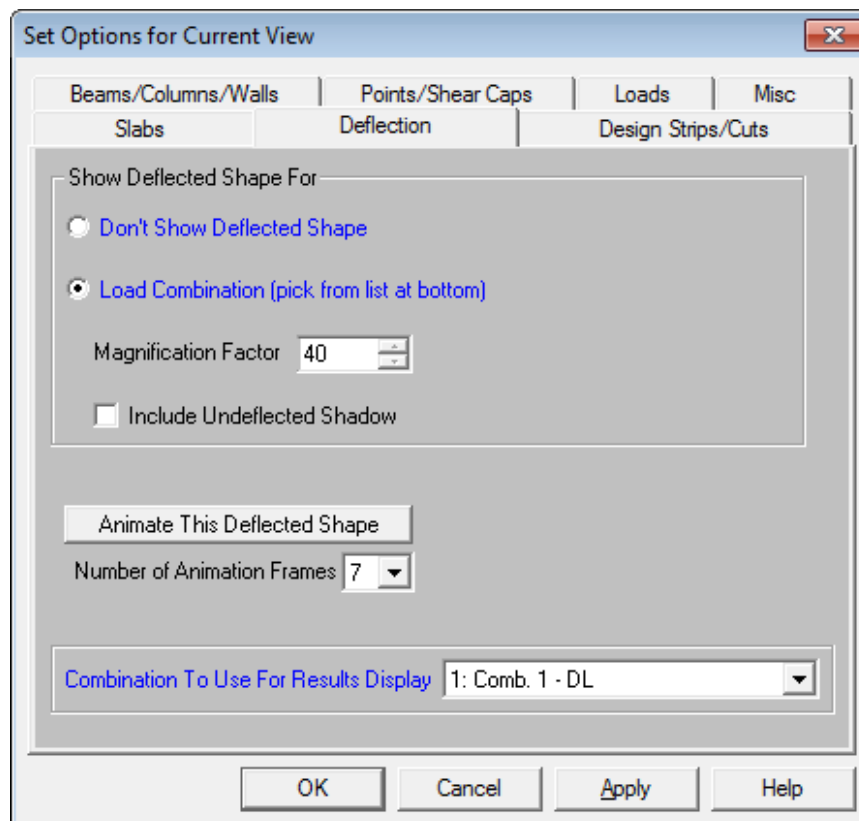 Set Options for Current View
Beams/Columns/Walls Points/Shear Caps Loads Misc
Slabs Deflection Design Strips/Cuts
Show Deflected Shape For
Don't Show Deflected Shape
Load Combination (pick from list at bottom)
Magnification Factor 40
Include Undeflected Shadow
Animate This Deflected Shape
Number of Animation Frames 7
Combination To Use For Results Display 1: Comb. 1 - DL
OK Cancel Apply Help